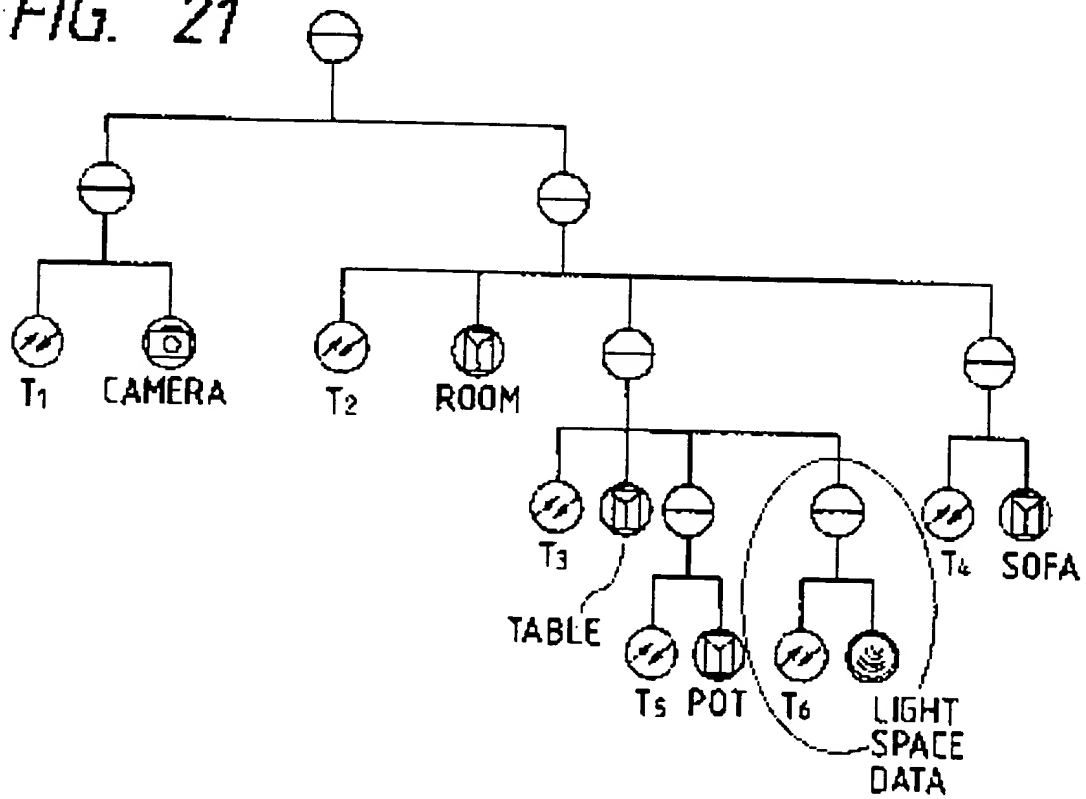 FIG. 21
T1
CAMERA
T2
ROOM
T3
TABLE
T5
POT
T6
LIGHT
SPACE
DATA
T4
SOFA